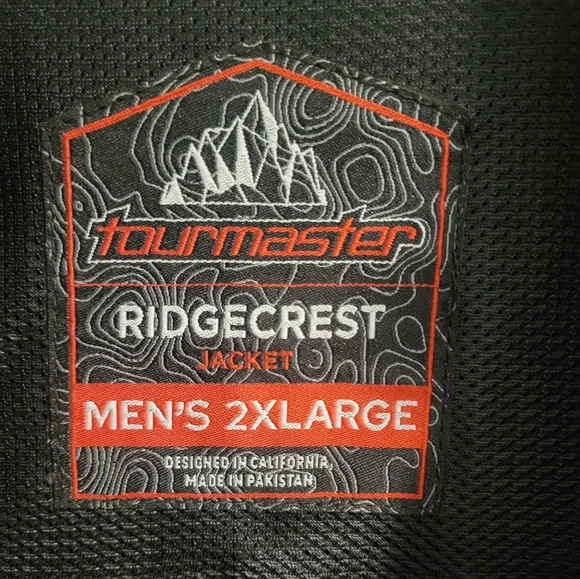 tourmaster
RIDGECREST
JACKET
MEN'S 2XLARGE
DESIGNED IN CALIFORNIA,
MADE IN PAKISTAN